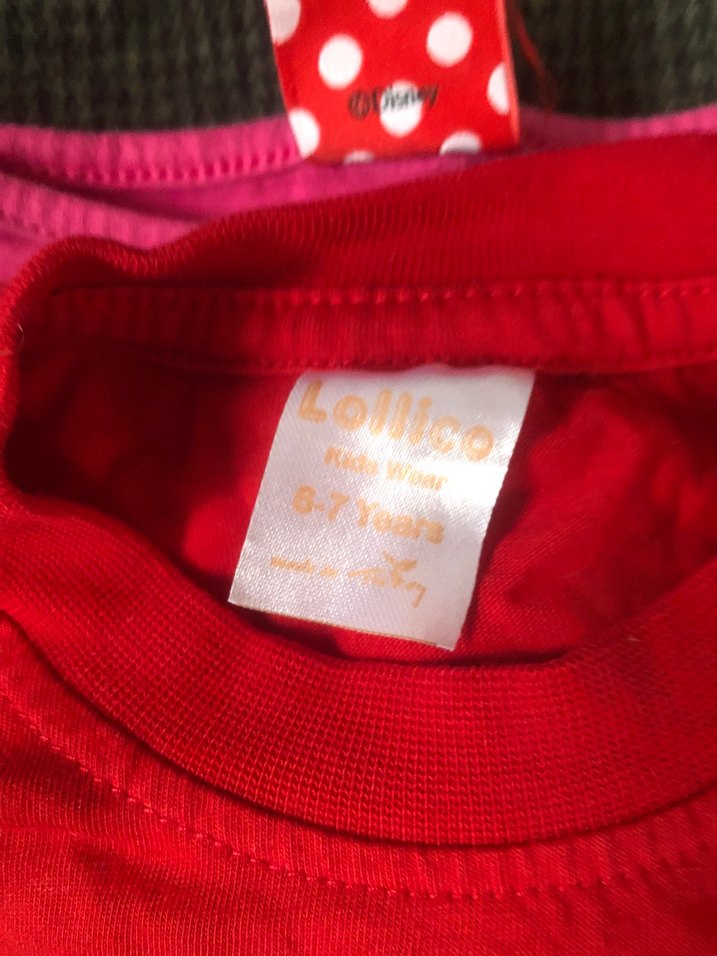 ©Disney
Lollico
Kids Wear
6-7 Years
made in Turkey